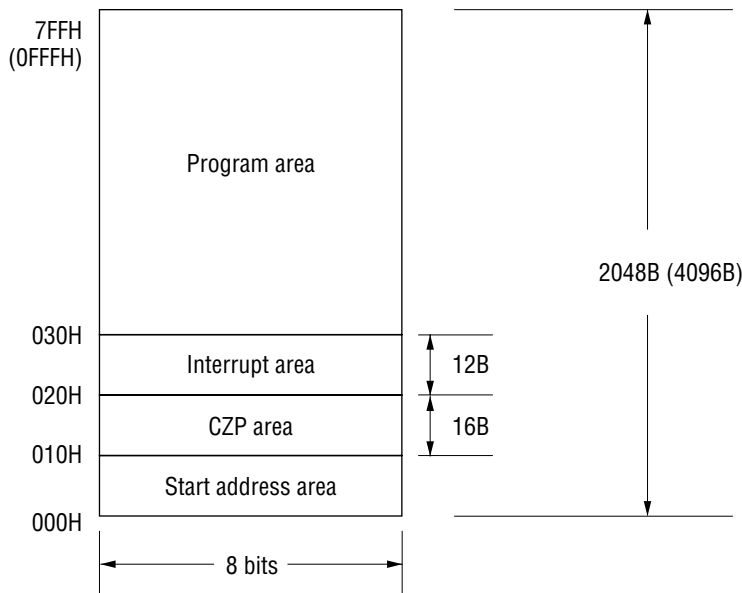 7FFH
(0FFFH)
Program area
2048B (4096B)
030H
Interrupt area
12B
020H
CZP area
16B
010H
Start address area
000H
8 bits